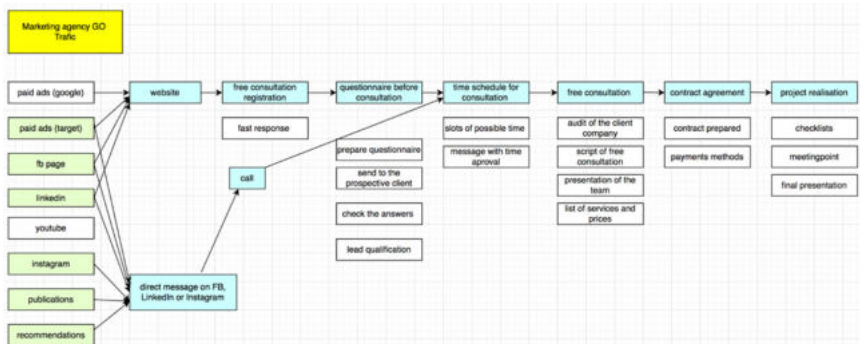 Marketing agency GO
Trafic
paid ads (google)
website
free consultation
registration
questionnaire before
consultation
time schedule for
consultation
free consultation
contract agreement
project realisation
paid ads (target)
fast response
slots of possible time
audit of the client
company
contract prepared
checklists
prepare questionnaire
fb page
message with time
aproval
script of free
consultation
payments methods
meetingpoint
call
send to the
prospective client
linkedin
presentation of the
team
final presentation
check the answers
list of services and
prices
youtube
lead qualification
instagram
direct message on FB,
LinkedIn or Instagram
publications
recommendations